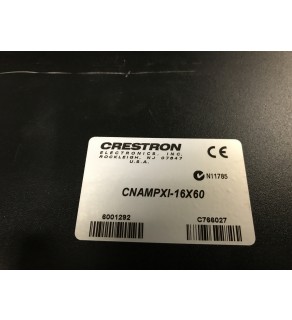 CRESTRON
ELECTRONICS, INC.
ROCKLEIGH, NJ 07647
U.S.A.
CE
N11785
CNAMPXI-16X60
6001292
C766027